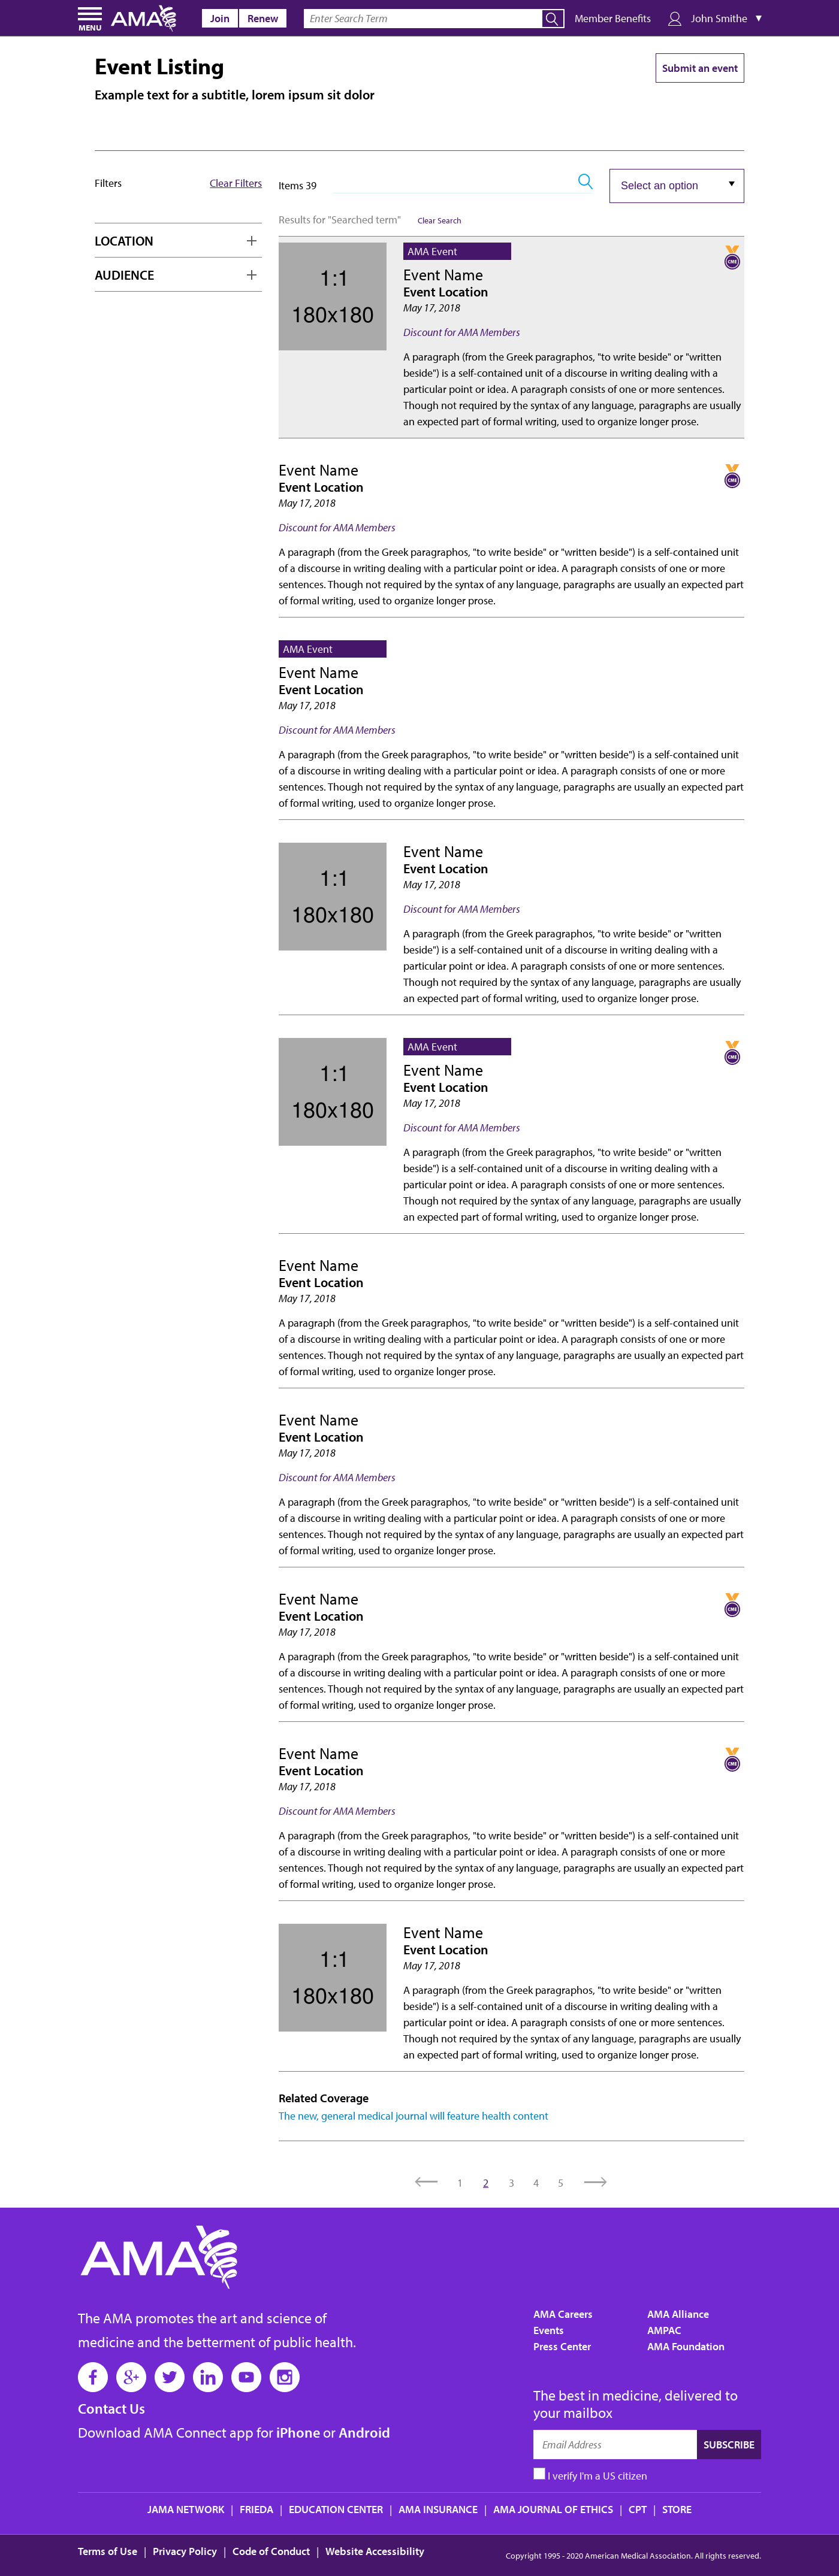 MENU
AMA
Join
Renew
Enter Search Term
Member Benefits
John Smithe
Event Listing
Submit an event
Example text for a subtitle, lorem ipsum sit dolor
Filters
Clear Filters
LOCATION
AUDIENCE
Items 39
Select an option
Results for "Searched term"
Clear Search
1:1
180x180
AMA Event
CME
Event Name
Event Location
May 17, 2018
Discount for AMA Members
A paragraph (from the Greek paragraphos, "to write beside" or "written
beside") is a self-contained unit of a discourse in writing dealing with a
particular point or idea. A paragraph consists of one or more sentences.
Though not required by the syntax of any language, paragraphs are usually
an expected part of formal writing, used to organize longer prose.
Event Name
CME
Event Location
May 17, 2018
Discount for AMA Members
A paragraph (from the Greek paragraphos, "to write beside" or "written beside") is a self-contained unit
of a discourse in writing dealing with a particular point or idea. A paragraph consists of one or more
sentences. Though not required by the syntax of any language, paragraphs are usually an expected part
of formal writing, used to organize longer prose.
AMA Event
Event Name
Event Location
May 17, 2018
Discount for AMA Members
A paragraph (from the Greek paragraphos, "to write beside" or "written beside") is a self-contained unit
of a discourse in writing dealing with a particular point or idea. A paragraph consists of one or more
sentences. Though not required by the syntax of any language, paragraphs are usually an expected part
of formal writing, used to organize longer prose.
1:1
180x180
Event Name
Event Location
May 17, 2018
Discount for AMA Members
A paragraph (from the Greek paragraphos, "to write beside" or "written
beside") is a self-contained unit of a discourse in writing dealing with a
particular point or idea. A paragraph consists of one or more sentences.
Though not required by the syntax of any language, paragraphs are usually
an expected part of formal writing, used to organize longer prose.
1:1
180x180
AMA Event
CME
Event Name
Event Location
May 17, 2018
Discount for AMA Members
A paragraph (from the Greek paragraphos, "to write beside" or "written
beside") is a self-contained unit of a discourse in writing dealing with a
particular point or idea. A paragraph consists of one or more sentences.
Though not required by the syntax of any language, paragraphs are usually
an expected part of formal writing, used to organize longer prose.
Event Name
Event Location
May 17, 2018
A paragraph (from the Greek paragraphos, "to write beside" or "written beside") is a self-contained unit
of a discourse in writing dealing with a particular point or idea. A paragraph consists of one or more
sentences. Though not required by the syntax of any language, paragraphs are usually an expected part
of formal writing, used to organize longer prose.
Event Name
Event Location
May 17, 2018
Discount for AMA Members
A paragraph (from the Greek paragraphos, "to write beside" or "written beside") is a self-contained unit
of a discourse in writing dealing with a particular point or idea. A paragraph consists of one or more
sentences. Though not required by the syntax of any language, paragraphs are usually an expected part
of formal writing, used to organize longer prose.
Event Name
CME
Event Location
May 17, 2018
A paragraph (from the Greek paragraphos, "to write beside" or "written beside") is a self-contained unit
of a discourse in writing dealing with a particular point or idea. A paragraph consists of one or more
sentences. Though not required by the syntax of any language, paragraphs are usually an expected part
of formal writing, used to organize longer prose.
Event Name
CME
Event Location
May 17, 2018
Discount for AMA Members
A paragraph (from the Greek paragraphos, "to write beside" or "written beside") is a self-contained unit
of a discourse in writing dealing with a particular point or idea. A paragraph consists of one or more
sentences. Though not required by the syntax of any language, paragraphs are usually an expected part
of formal writing, used to organize longer prose.
1:1
180x180
Event Name
Event Location
May 17, 2018
A paragraph (from the Greek paragraphos, "to write beside" or "written
beside") is a self-contained unit of a discourse in writing dealing with a
particular point or idea. A paragraph consists of one or more sentences.
Though not required by the syntax of any language, paragraphs are usually
an expected part of formal writing, used to organize longer prose.
Related Coverage
The new, general medical journal will feature health content
1 2 3 4 5
AMA
The AMA promotes the art and science of
medicine and the betterment of public health.
Contact Us
Download AMA Connect app for iPhone or Android
AMA Careers
Events
Press Center
AMA Alliance
AMPAC
AMA Foundation
The best in medicine, delivered to
your mailbox
Email Address
SUBSCRIBE
I verify I'm a US citizen
JAMA NETWORK | FRIEDA | EDUCATION CENTER | AMA INSURANCE | AMA JOURNAL OF ETHICS | CPT | STORE
Terms of Use | Privacy Policy | Code of Conduct | Website Accessibility
Copyright 1995 - 2020 American Medical Association. All rights reserved.